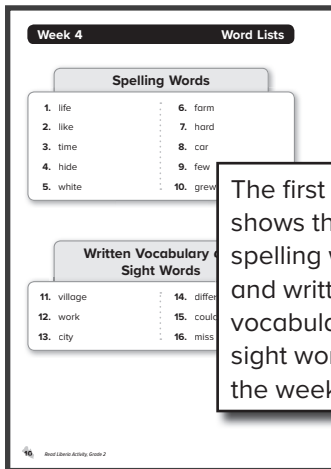 Week 4 Word Lists
Spelling Words
1. life
2. like
3. time
4. hide
5. white
6. farm
7. hard
8. car
9. few
10. grew
Written Vocabulary
Sight Words
11. village
12. work
13. city
14. differ
15. could
16. miss
The first
shows th
spelling
and writt
vocabula
sight wo
the week
10 Read Liberia Activity, Grade 2